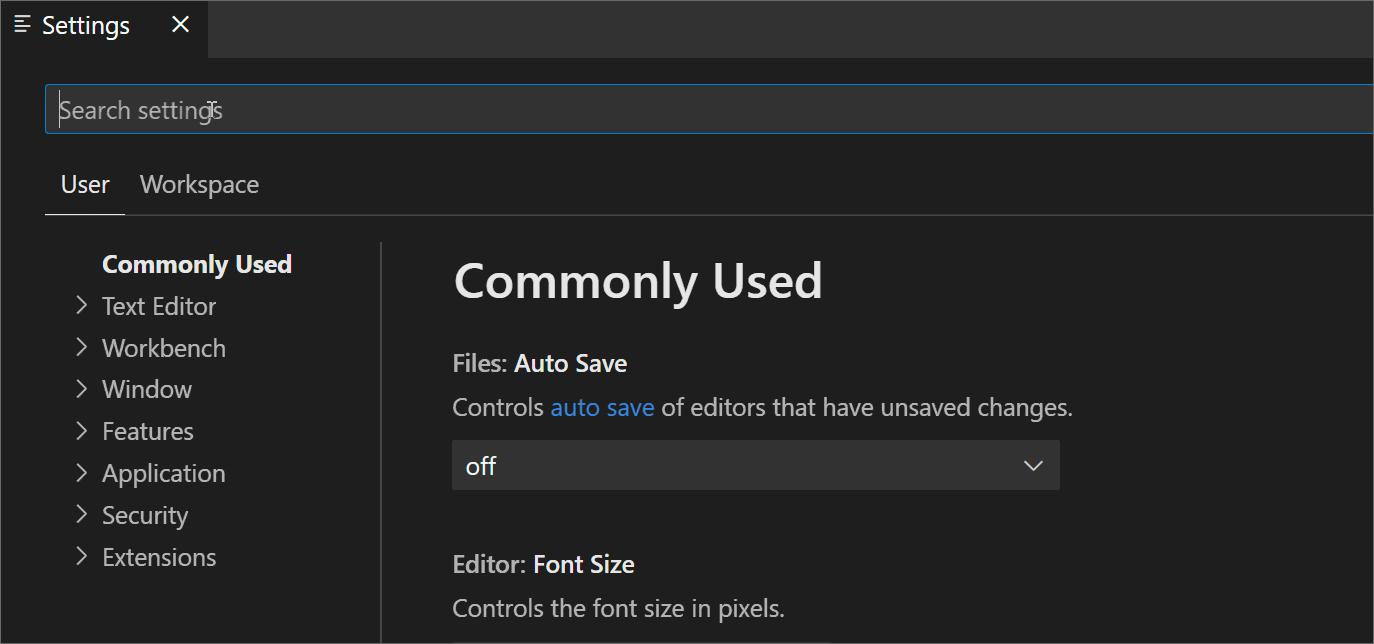 Settings
Search settings
User Workspace
Commonly Used
Text Editor
Workbench
Window
Features
Application
Security
Extensions
Commonly Used
Files: Auto Save
Controls auto save of editors that have unsaved changes.
off
Editor: Font Size
Controls the font size in pixels.